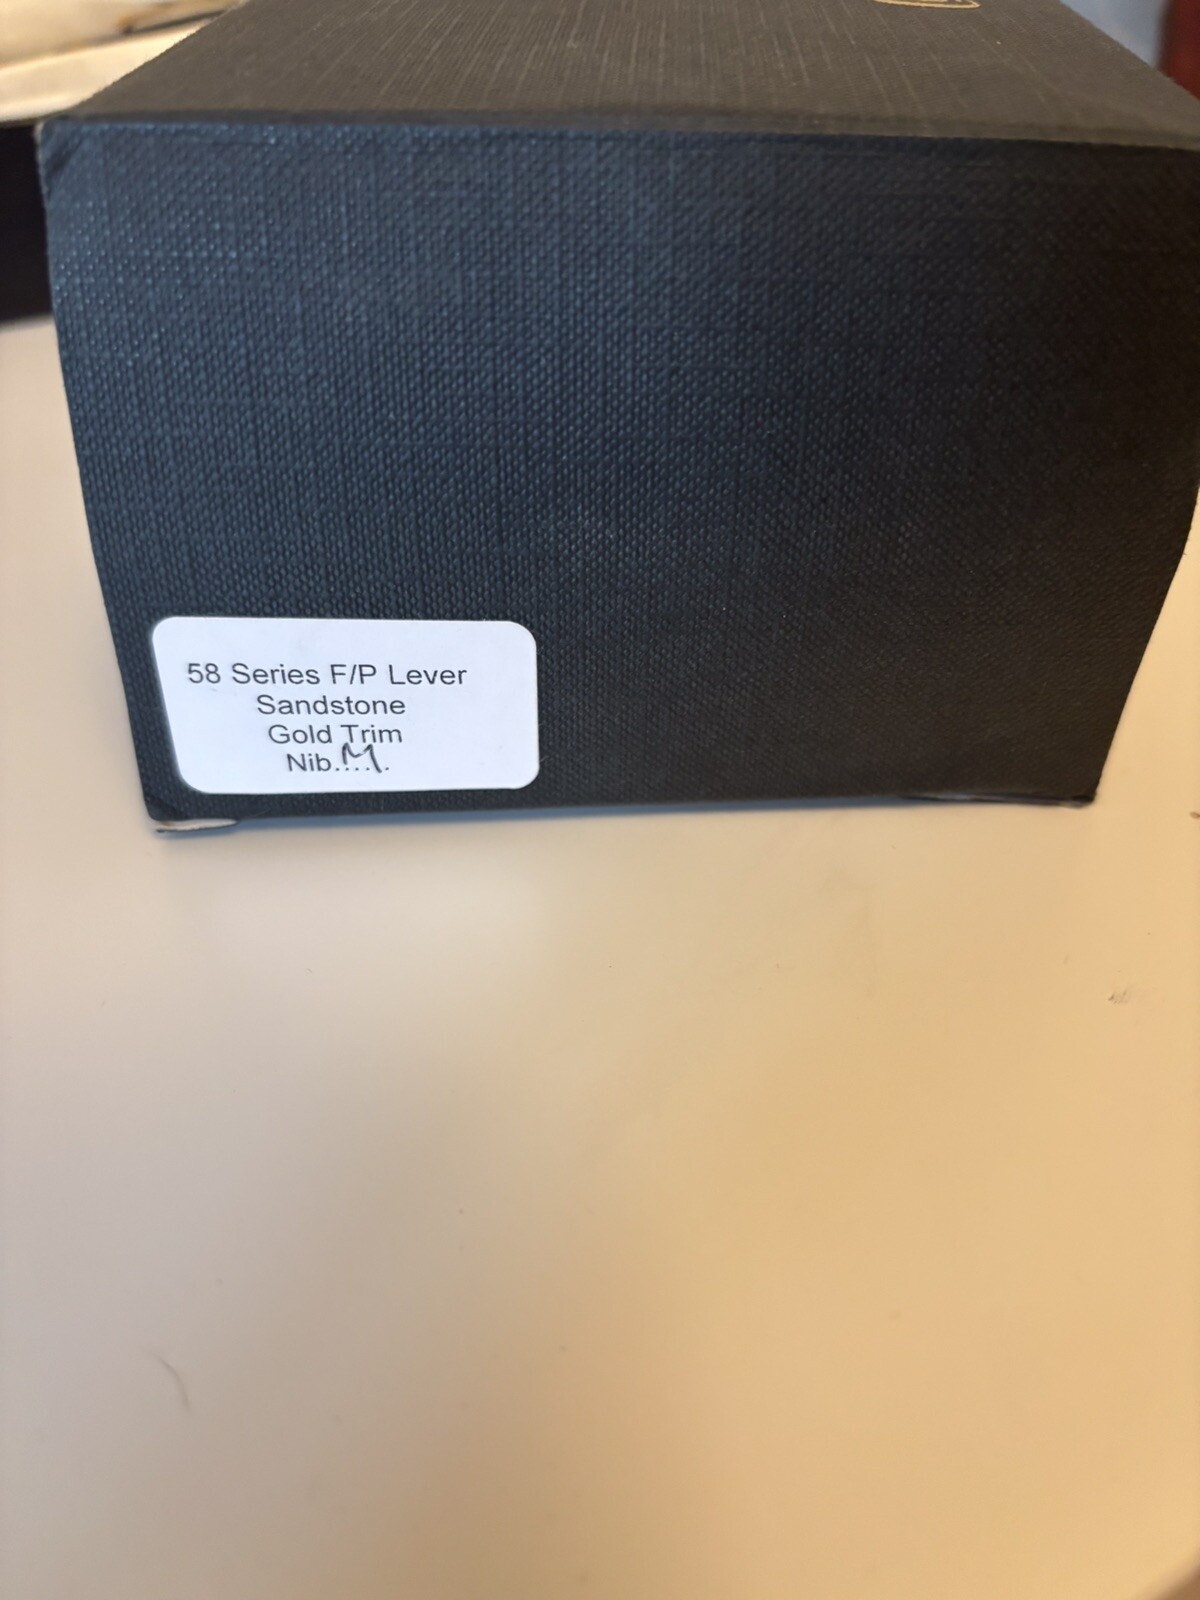 58 Series F/P Lever
Sandstone
Gold Trim
Nib..M..